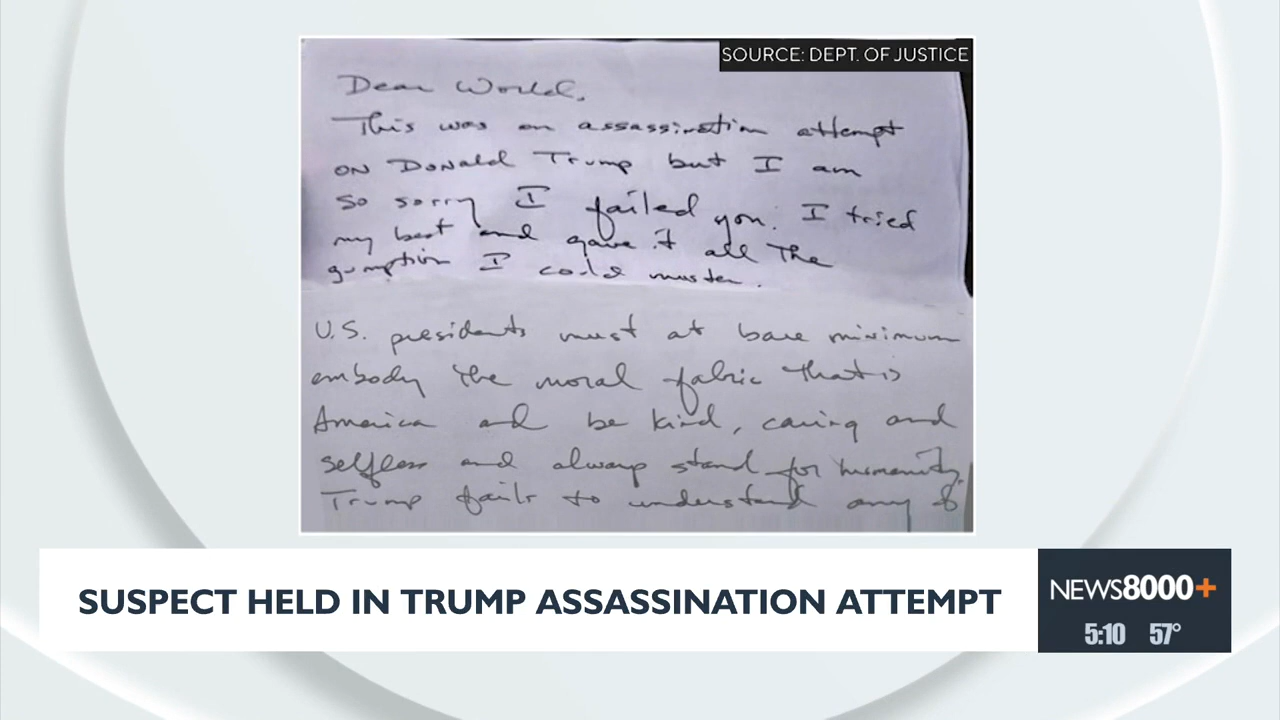 SOURCE: DEPT. OF JUSTICE
Dear World,
This was an assassination attempt
on Donald Trump but I am
so sorry I failed you. I tried
my best and gave it all the
gumption I could muster.
U.S. presidents must at bare minimum
embody the moral fabric that is
America and be kind, caring and
selfless and always stand for humanity.
Trump fails to understand any of
SUSPECT HELD IN TRUMP ASSASSINATION ATTEMPT
NEWS8000+
5:10 57°